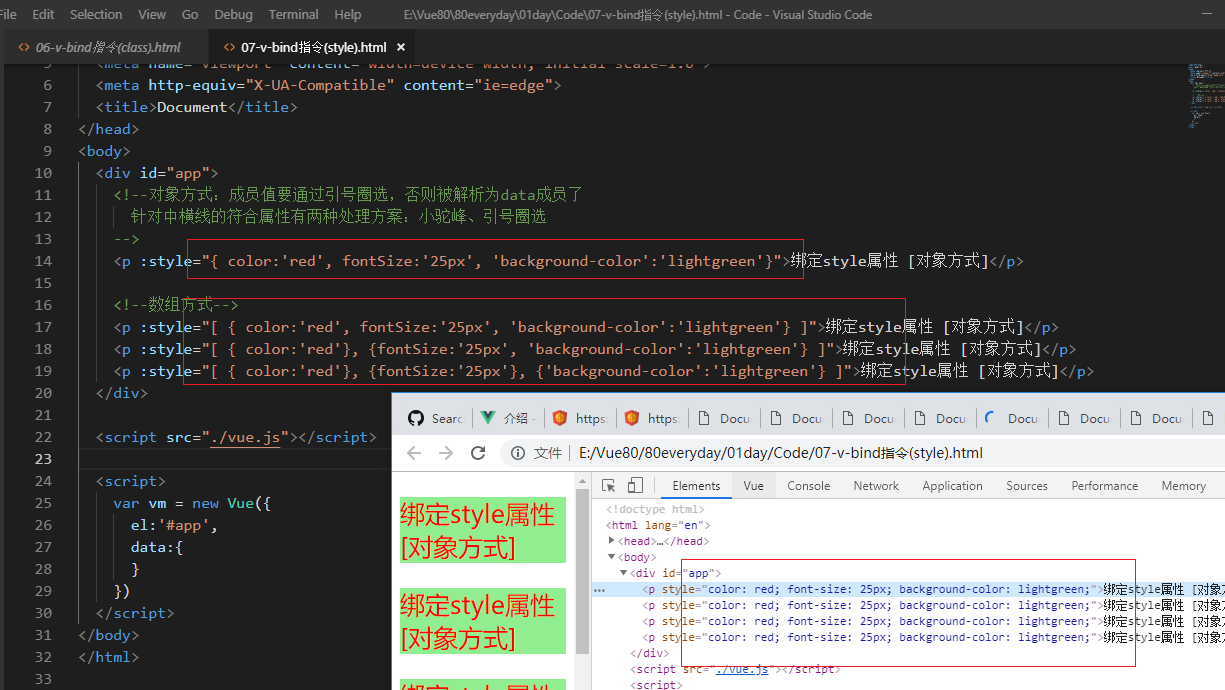 File Edit Selection View Go Debug Terminal Help E:\Vue80\80everyday\01day\Code\07-v-bind指令(style).html - Code - Visual Studio Code
<> 06-v-bind指令(class).html <> 07-v-bind指令(style).html ×
5 <meta name="viewport" content="width=device-width, initial-scale=1.0">
6 <meta http-equiv="X-UA-Compatible" content="ie=edge">
7 <title>Document</title>
8 </head>
9 <body>
10 <div id="app">
11 <!--对象方式：成员值要通过引号圈选，否则被解析为data成员了
12 针对中横线的符合属性有两种处理方案：小驼峰、引号圈选
13 -->
14 <p :style="{ color:'red', fontSize:'25px', 'background-color':'lightgreen'}">绑定style属性 [对象方式]</p>
15
16 <!--数组方式-->
17 <p :style="[ { color:'red', fontSize:'25px', 'background-color':'lightgreen'} ]">绑定style属性 [对象方式]</p>
18 <p :style="[ { color:'red'}, {fontSize:'25px', 'background-color':'lightgreen'} ]">绑定style属性 [对象方式]</p>
19 <p :style="[ { color:'red'}, {fontSize:'25px'}, {'background-color':'lightgreen'} ]">绑定style属性 [对象方式]</p>
20 </div>
21
22 <script src="./vue.js"></script>
23
24 <script>
25 var vm = new Vue({
26 el:'#app',
27 data:{
28 }
29 })
30 </script>
31 </body>
32 </html>
33
Searc 介绍 - https: https: Docu Docu Docu Docu Docu Docu Docu
文件 E:/Vue80/80everyday/01day/Code/07-v-bind指令(style).html
绑定style属性
[对象方式]
绑定style属性
[对象方式]
绑定style属性
Elements Vue Console Network Application Sources Performance Memory
<!doctype html>
<html lang="en">
<head>…</head>
<body>
<div id="app">
<p style="color: red; font-size: 25px; background-color: lightgreen;">绑定style属性 [对象方
<p style="color: red; font-size: 25px; background-color: lightgreen;">绑定style属性 [对象方
<p style="color: red; font-size: 25px; background-color: lightgreen;">绑定style属性 [对象方
<p style="color: red; font-size: 25px; background-color: lightgreen;">绑定style属性 [对象方
</div>
<script src="./vue.js"></script>
<script>